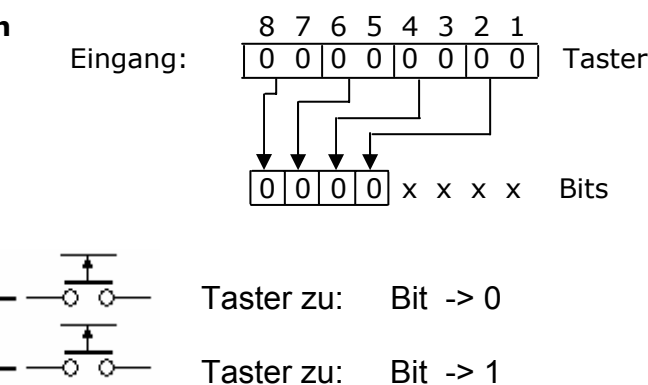 n
8 7 6 5 4 3 2 1
Eingang: 0 0 0 0 0 0 0 0 Taster
0 0 0 0 x x x x Bits
Taster zu: Bit -> 0
Taster zu: Bit -> 1